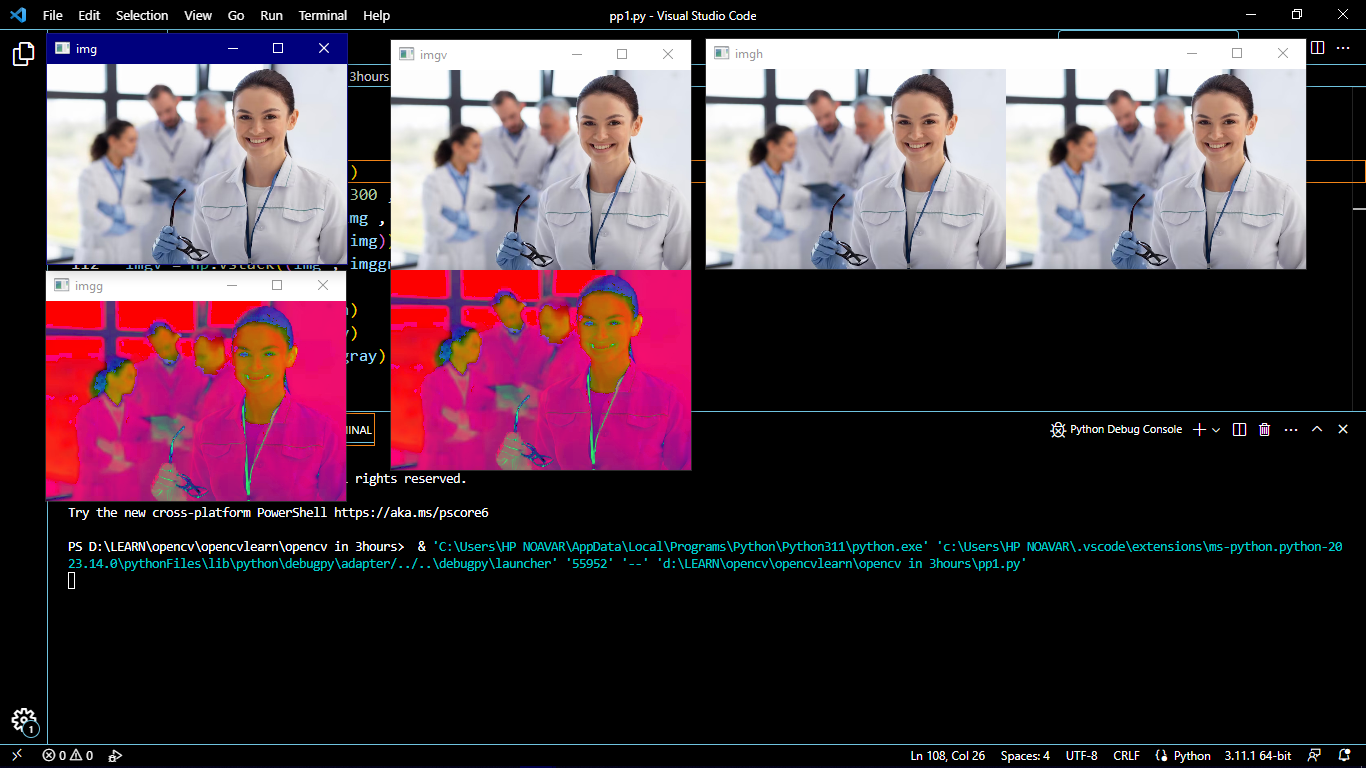 File Edit Selection View Go Run Terminal Help pp1.py - Visual Studio Code
img
imgv
imgh
3hours
)
300 ,
img ,
img))
112 imgv = np.vstack((img , imggr
imgg
)
)
gray)
MINAL
Python Debug Console
rights reserved.
Try the new cross-platform PowerShell https://aka.ms/pscore6
PS D:\LEARN\opencv\opencvlearn\opencv in 3hours> & 'C:\Users\HP NOAVAR\AppData\Local\Programs\Python\Python311\python.exe' 'c:\Users\HP NOAVAR\.vscode\extensions\ms-python.python-20
23.14.0\pythonFiles\lib\python\debugpy\adapter/../..\debugpy\launcher' '55952' '--' 'd:\LEARN\opencv\opencvlearn\opencv in 3hours\pp1.py'
1
0 0 Ln 108, Col 26 Spaces: 4 UTF-8 CRLF Python 3.11.1 64-bit